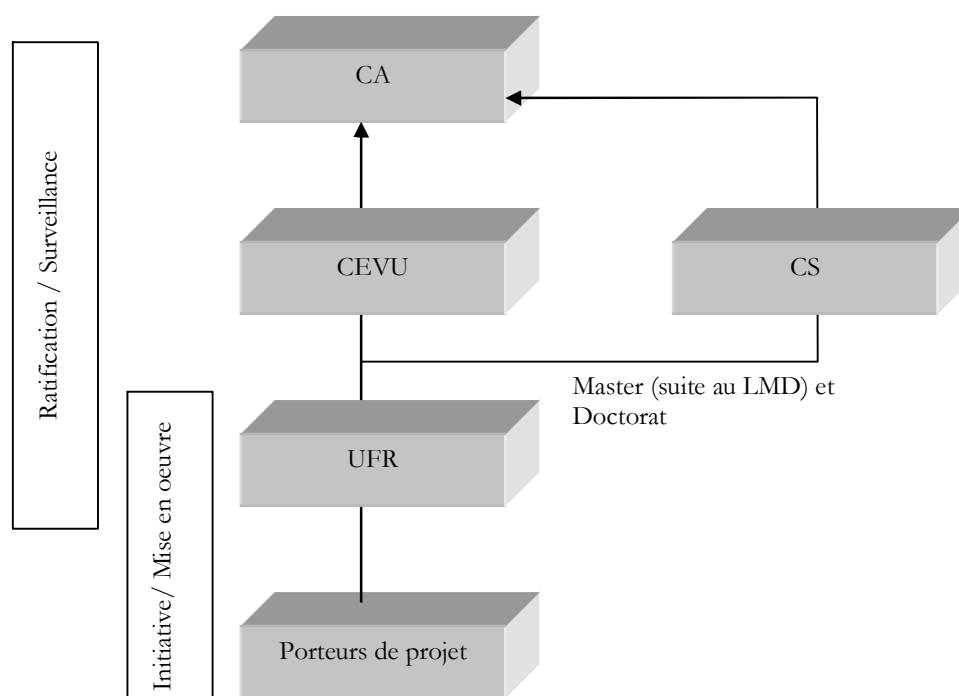 CA
Ratification / Surveillance
CEVU
CS
Master (suite au LMD) et
Doctorat
UFR
Initiative/ Mise en oeuvre
Porteurs de projet